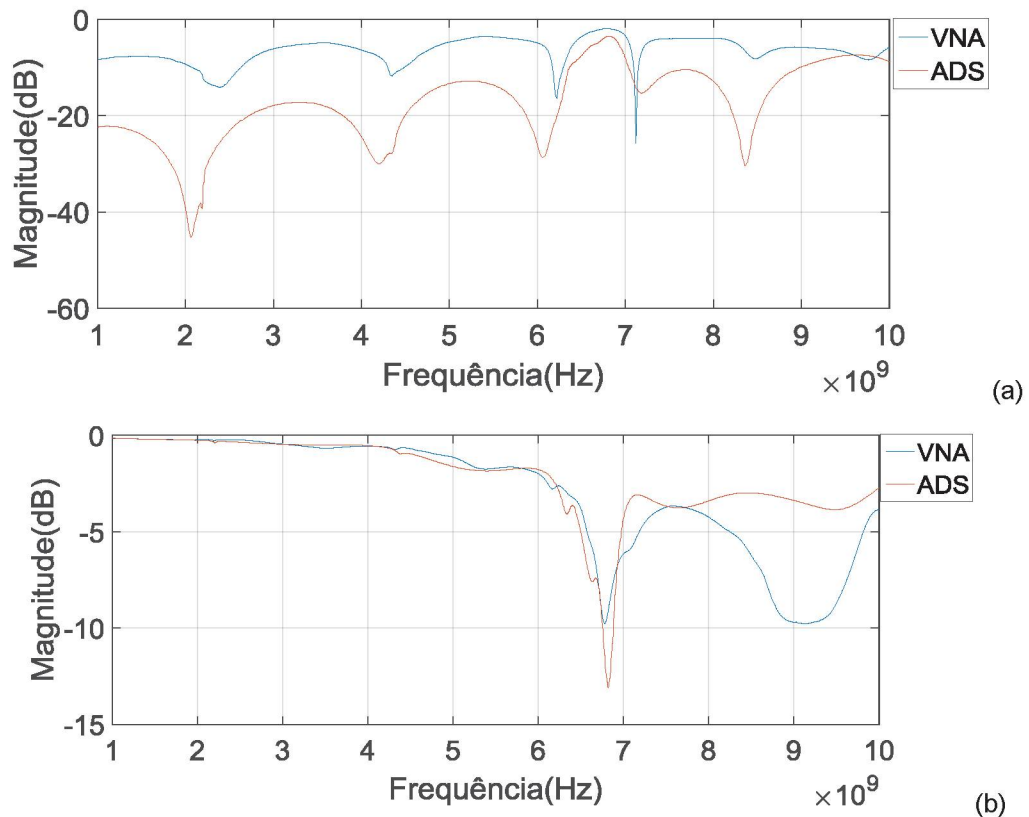 0
-20
-40
-60
Magnitude(dB)
1 2 3 4 5 6 7 8 9 10
Frequência(Hz)
×10⁹
VNA
ADS
(a)
0
-5
-10
-15
Magnitude(dB)
1 2 3 4 5 6 7 8 9 10
Frequência(Hz)
×10⁹
VNA
ADS
(b)